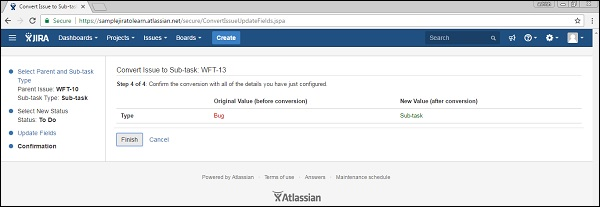 Convert Issue to Sub-ta
Secure
https://samplejiratolearn.atlassian.net/secure/ConvertIssueUpdateFields.jspa
JIRA Dashboards Projects Issues Boards Create Search
Select Parent and Sub-task Type
Parent Issue: WFT-10
Sub-task Type: Sub-task
Select New Status
Status: To Do
Update Fields
Confirmation
Convert Issue to Sub-task: WFT-13
Step 4 of 4: Confirm the conversion with all of the details you have just configured.
Original Value (before conversion) New Value (after conversion)
Type Bug Sub-task
Finish Cancel
Powered by Atlassian · Terms of use · Answers · Maintenance schedule
Atlassian